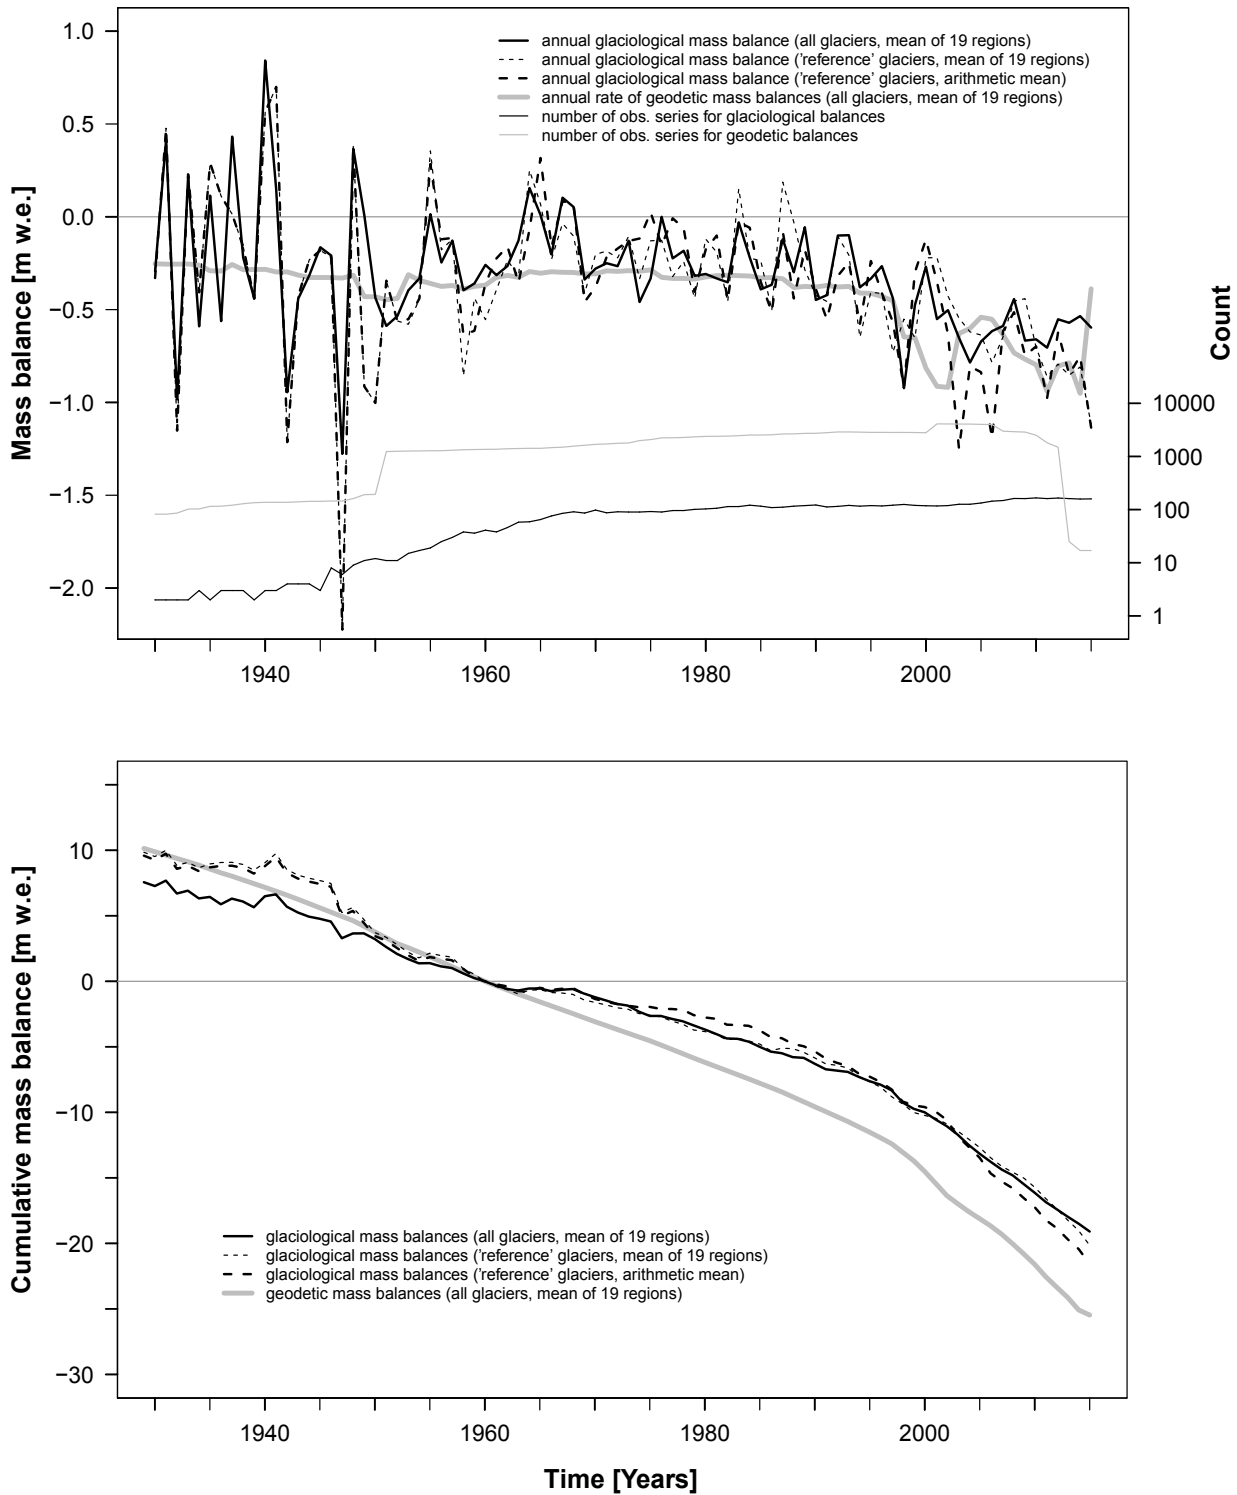 1.0
0.5
0.0
−0.5
−1.0
−1.5
−2.0
Mass balance [m w.e.]
annual glaciological mass balance (all glaciers, mean of 19 regions)
annual glaciological mass balance ('reference' glaciers, mean of 19 regions)
annual glaciological mass balance ('reference' glaciers, arithmetic mean)
annual rate of geodetic mass balances (all glaciers, mean of 19 regions)
number of obs. series for glaciological balances
number of obs. series for geodetic balances
Count
10000
1000
100
10
1
1940 1960 1980 2000
10
0
−10
−20
−30
Cumulative mass balance [m w.e.]
glaciological mass balances (all glaciers, mean of 19 regions)
glaciological mass balances ('reference' glaciers, mean of 19 regions)
glaciological mass balances ('reference' glaciers, arithmetic mean)
geodetic mass balances (all glaciers, mean of 19 regions)
1940 1960 1980 2000
Time [Years]